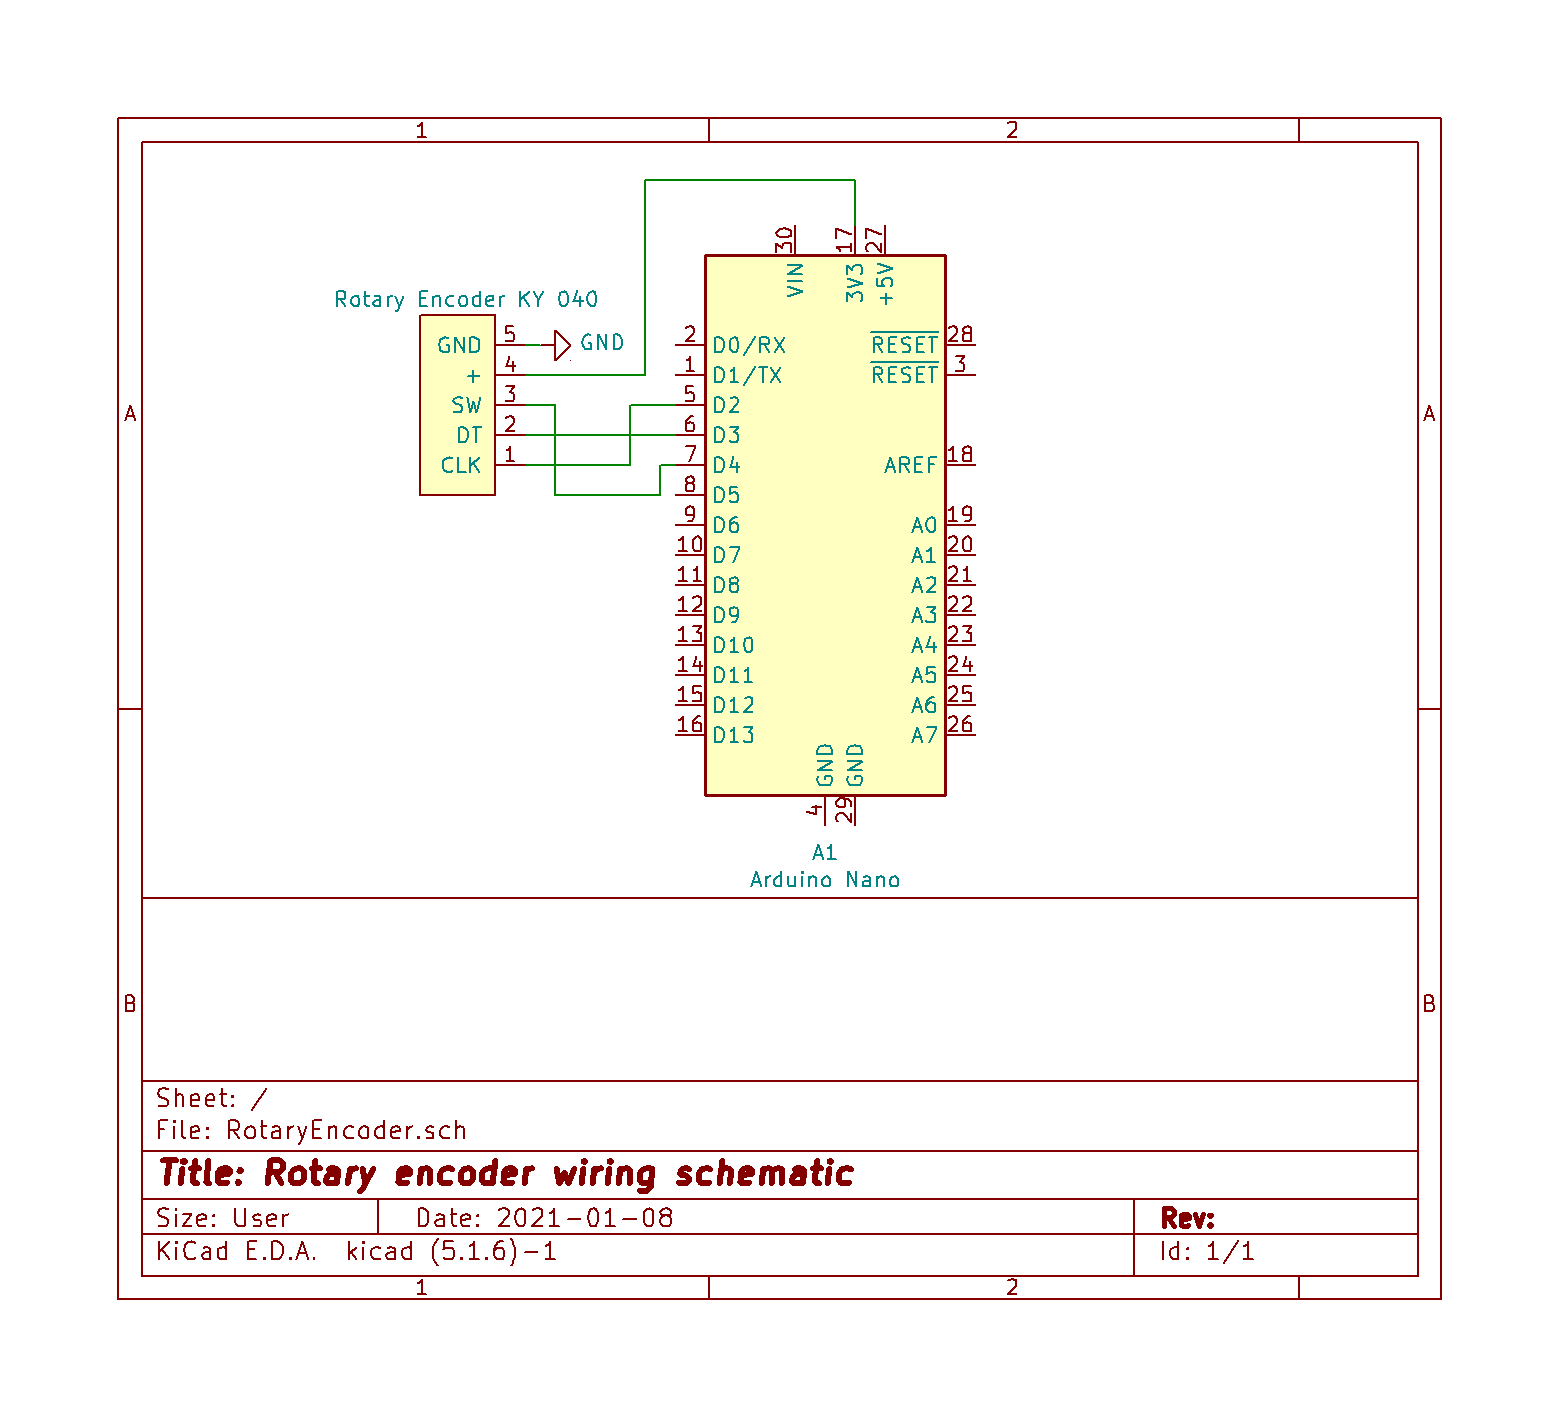 1 2
30 17 27
VIN 3V3 +5V
Rotary Encoder KY 040
GND 5 GND
+ 4
SW 3
DT 2
CLK 1
2 D0/RX RESET 28
1 D1/TX RESET 3
A 5 D2 A
6 D3
7 D4 AREF 18
8 D5
9 D6 A0 19
10 D7 A1 20
11 D8 A2 21
12 D9 A3 22
13 D10 A4 23
14 D11 A5 24
15 D12 A6 25
16 D13 A7 26
GND GND
4 29
A1
Arduino Nano
B B
Sheet: /
File: RotaryEncoder.sch
Title: Rotary encoder wiring schematic
Size: User Date: 2021-01-08 Rev:
KiCad E.D.A. kicad (5.1.6)-1 Id: 1/1
1 2